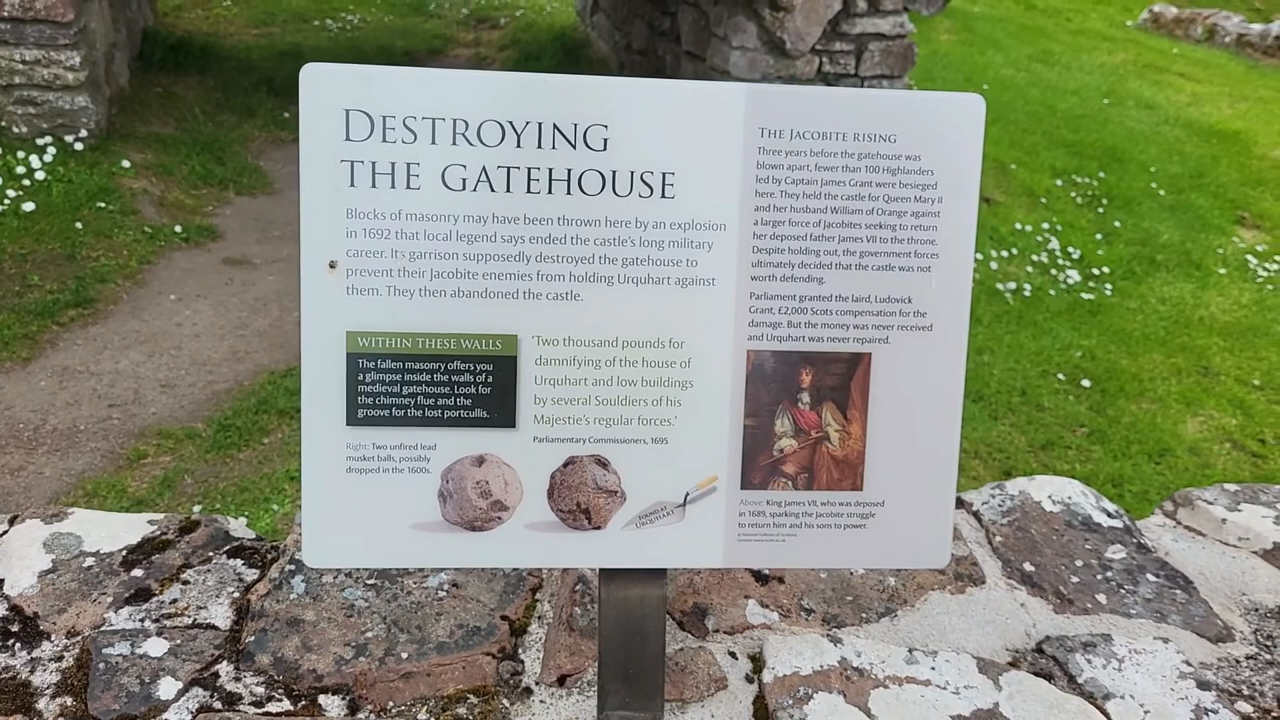 DESTROYING
THE GATEHOUSE
Blocks of masonry may have been thrown here by an explosion
in 1692 that local legend says ended the castle's long military
career. Its garrison supposedly destroyed the gatehouse to
prevent their Jacobite enemies from holding Urquhart against
them. They then abandoned the castle.
WITHIN THESE WALLS
The fallen masonry offers you
a glimpse inside the walls of a
medieval gatehouse. Look for
the chimney flue and the
groove for the lost portcullis.
'Two thousand pounds for
damnifying of the house of
Urquhart and low buildings
by several Souldiers of his
Majestie's regular forces.'
Parliamentary Commissioners, 1695
Right: Two unfired lead
musket balls, possibly
dropped in the 1600s.
FOUND AT
URQUHART
THE JACOBITE RISING
Three years before the gatehouse was
blown apart, fewer than 100 Highlanders
led by Captain James Grant were besieged
here. They held the castle for Queen Mary II
and her husband William of Orange against
a larger force of Jacobites seeking to return
her deposed father James VII to the throne.
Despite holding out, the government forces
ultimately decided that the castle was not
worth defending.
Parliament granted the laird, Ludovick
Grant, £2,000 Scots compensation for the
damage. But the money was never received
and Urquhart was never repaired.
Above: King James VII, who was deposed
in 1689, sparking the Jacobite struggle
to return him and his sons to power.
© National Galleries of Scotland.